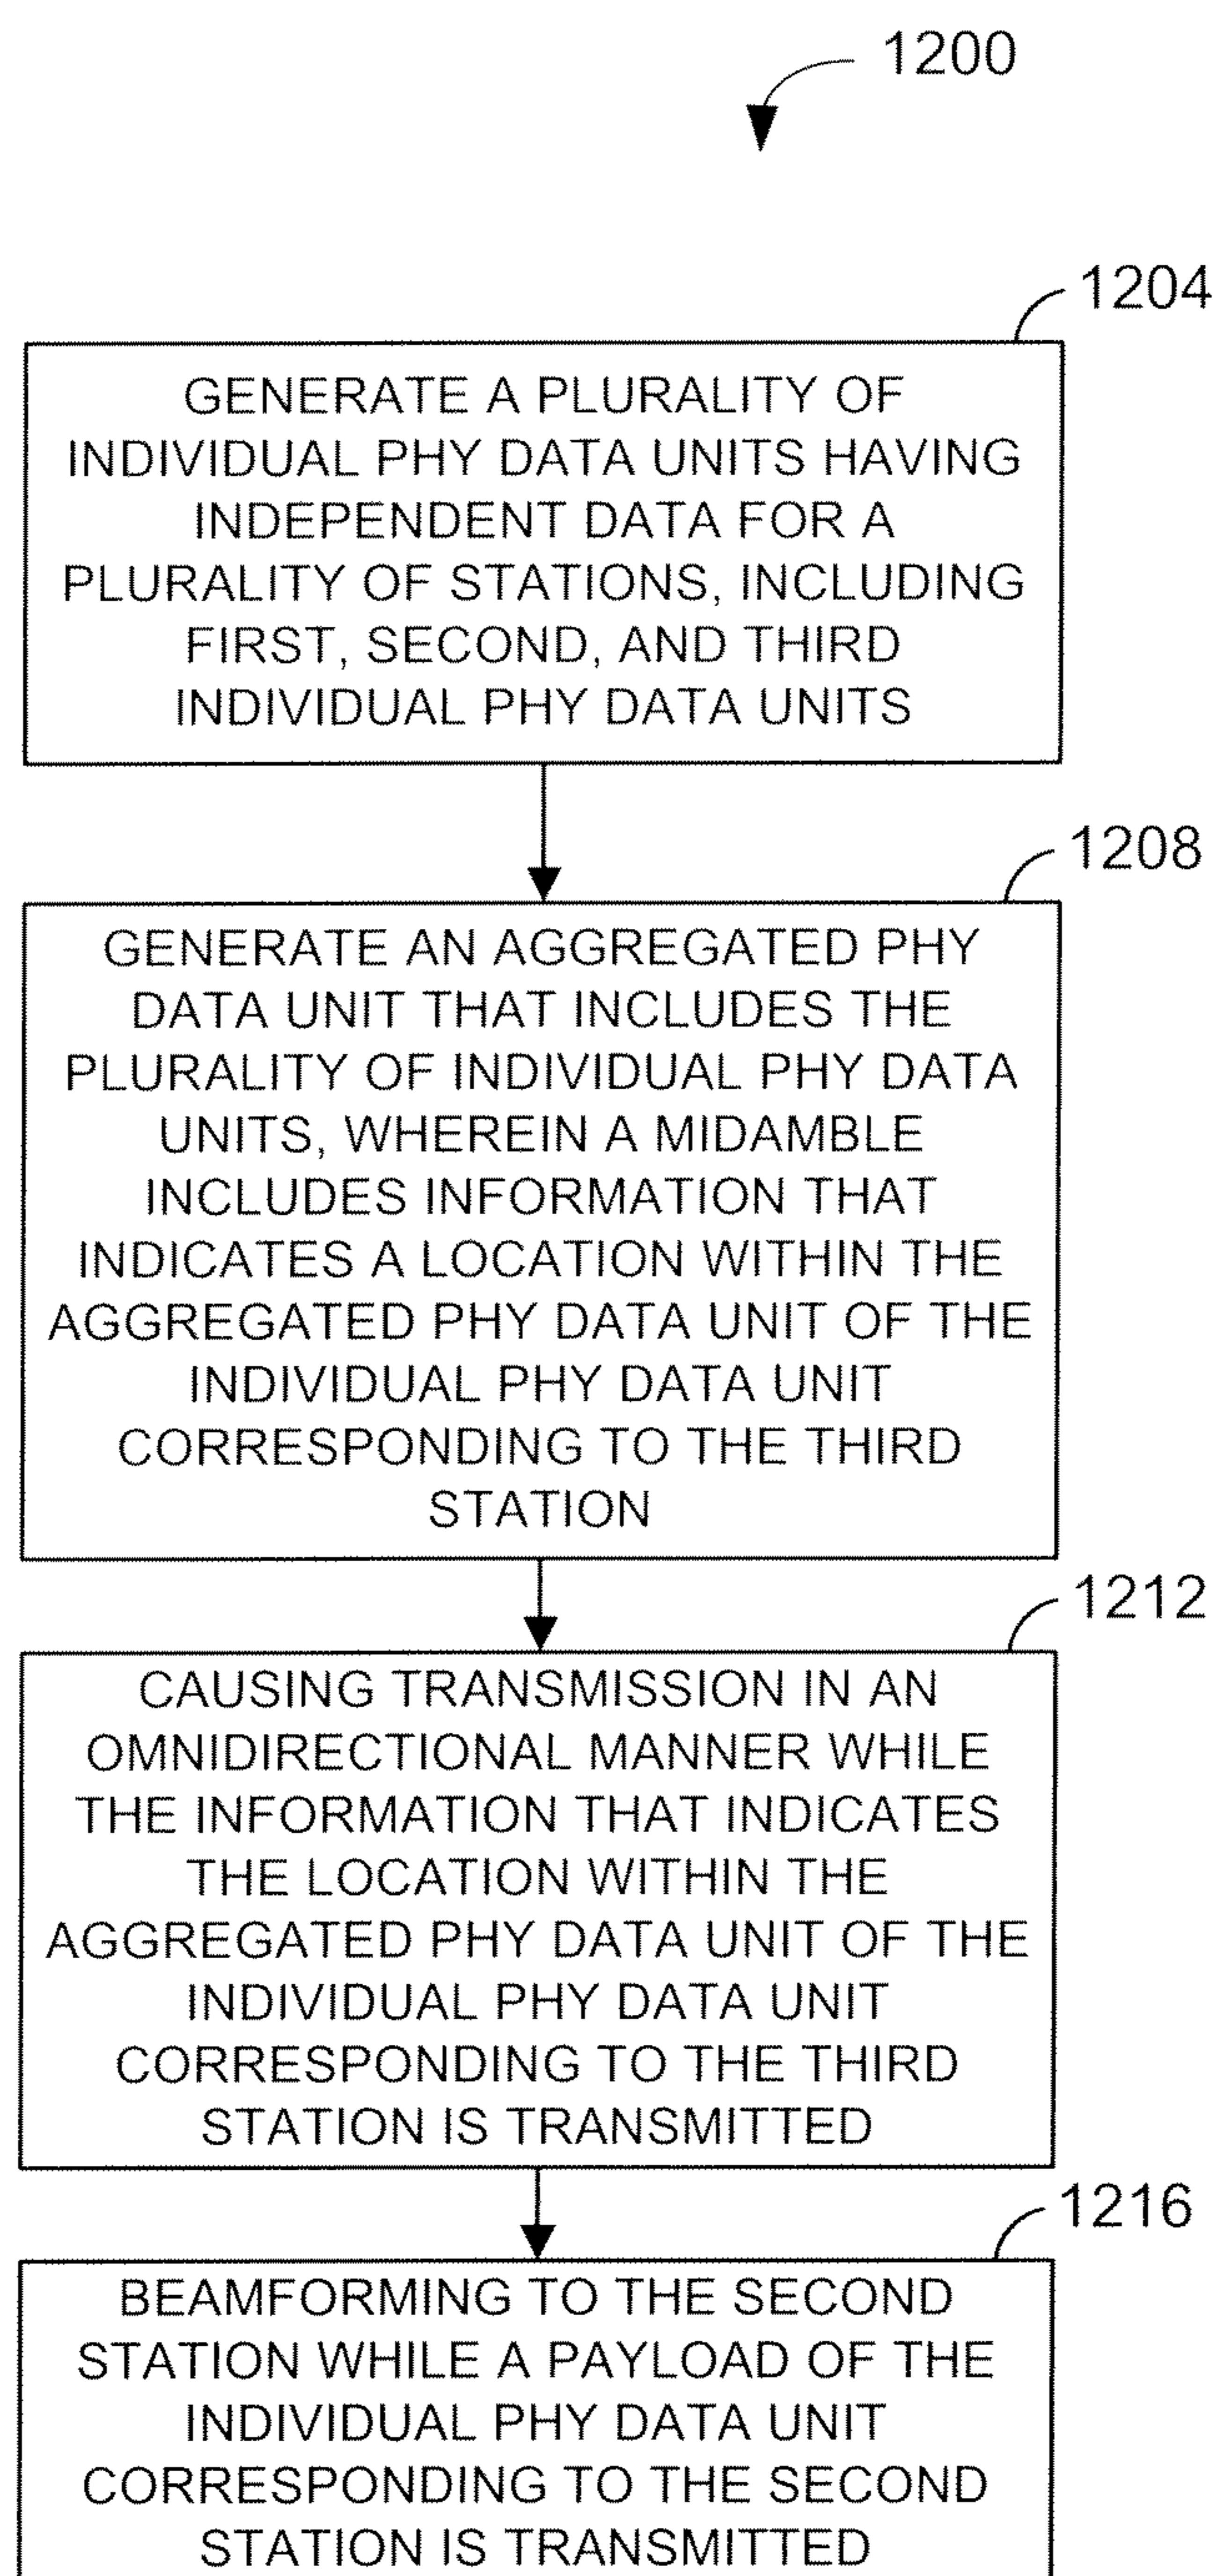 1200
1204
GENERATE A PLURALITY OF
INDIVIDUAL PHY DATA UNITS HAVING
INDEPENDENT DATA FOR A
PLURALITY OF STATIONS, INCLUDING
FIRST, SECOND, AND THIRD
INDIVIDUAL PHY DATA UNITS
1208
GENERATE AN AGGREGATED PHY
DATA UNIT THAT INCLUDES THE
PLURALITY OF INDIVIDUAL PHY DATA
UNITS, WHEREIN A MIDAMBLE
INCLUDES INFORMATION THAT
INDICATES A LOCATION WITHIN THE
AGGREGATED PHY DATA UNIT OF THE
INDIVIDUAL PHY DATA UNIT
CORRESPONDING TO THE THIRD
STATION
1212
CAUSING TRANSMISSION IN AN
OMNIDIRECTIONAL MANNER WHILE
THE INFORMATION THAT INDICATES
THE LOCATION WITHIN THE
AGGREGATED PHY DATA UNIT OF THE
INDIVIDUAL PHY DATA UNIT
CORRESPONDING TO THE THIRD
STATION IS TRANSMITTED
1216
BEAMFORMING TO THE SECOND
STATION WHILE A PAYLOAD OF THE
INDIVIDUAL PHY DATA UNIT
CORRESPONDING TO THE SECOND
STATION IS TRANSMITTED